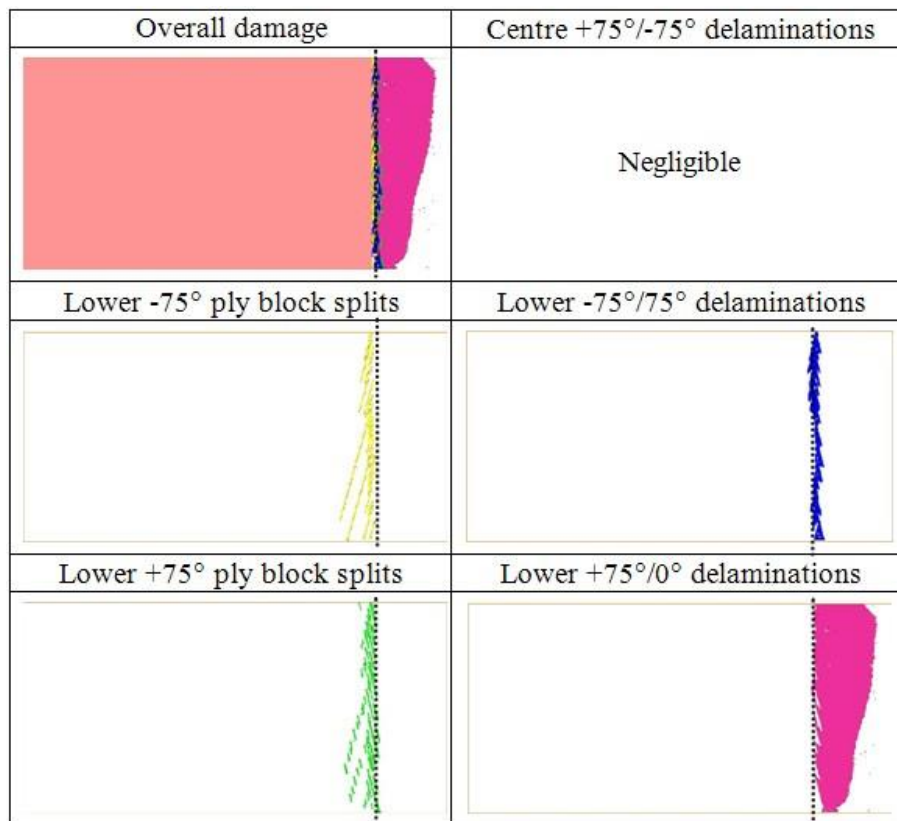 Overall damage
Centre +75°/-75° delaminations
Negligible
Lower -75° ply block splits
Lower -75°/75° delaminations
Lower +75° ply block splits
Lower +75°/0° delaminations